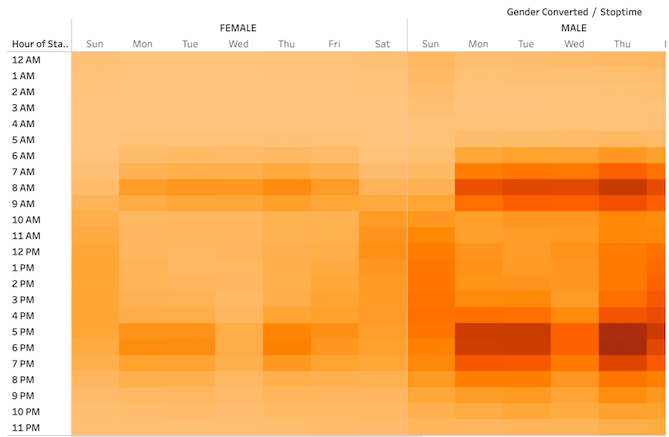 Gender Converted / Stoptime
FEMALE MALE
Hour of Sta.. Sun Mon Tue Wed Thu Fri Sat Sun Mon Tue Wed Thu
12 AM
1 AM
2 AM
3 AM
4 AM
5 AM
6 AM
7 AM
8 AM
9 AM
10 AM
11 AM
12 PM
1 PM
2 PM
3 PM
4 PM
5 PM
6 PM
7 PM
8 PM
9 PM
10 PM
11 PM